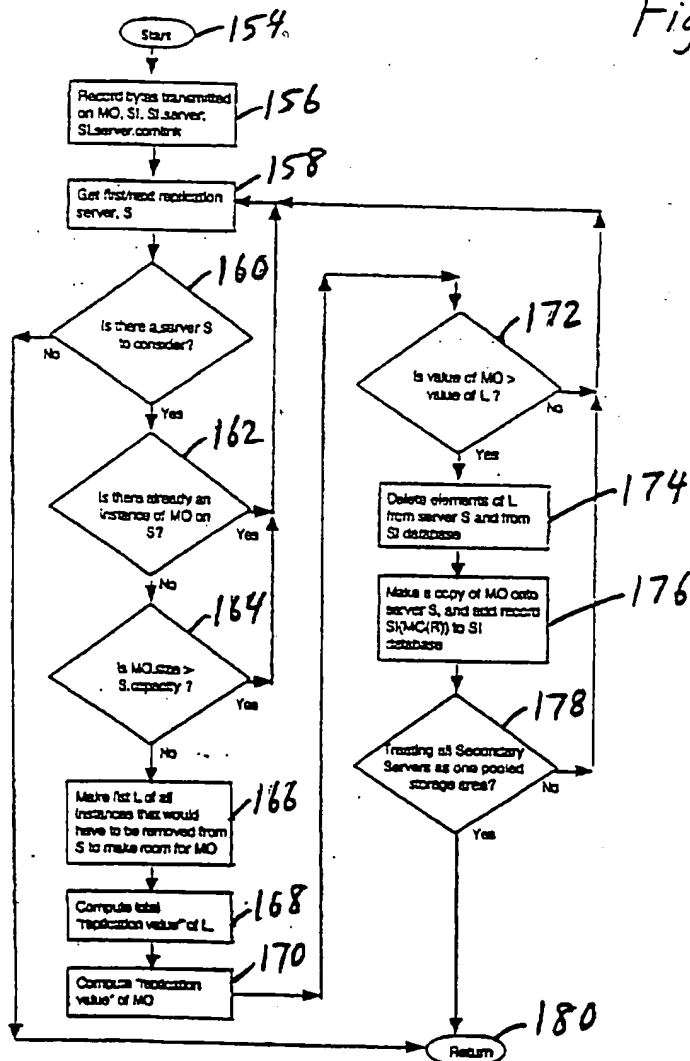 Fig
Start
154
Record bytes transmitted
on MO, SI, SI.server,
SI.server.comlink
156
158
Get first/next replication
server, S
160
Is there a server S
to consider?
No
Yes
162
Is there already an
instance of MO on
S?
Yes
No
164
Is MO.size >
S.capacity ?
Yes
No
Make list L of all
instances that would
have to be removed from
S to make room for MO
166
Compute total
"replication value" of L
168
170
Compute "replication
value" of MO
172
Is value of MO >
value of L ?
No
Yes
Delete elements of L
from server S and from
SI database
174
Make a copy of MO onto
server S, and add record
to SI
database
176
178
Treating all Secondary
Servers as one pooled
storage area?
No
Yes
180
Return